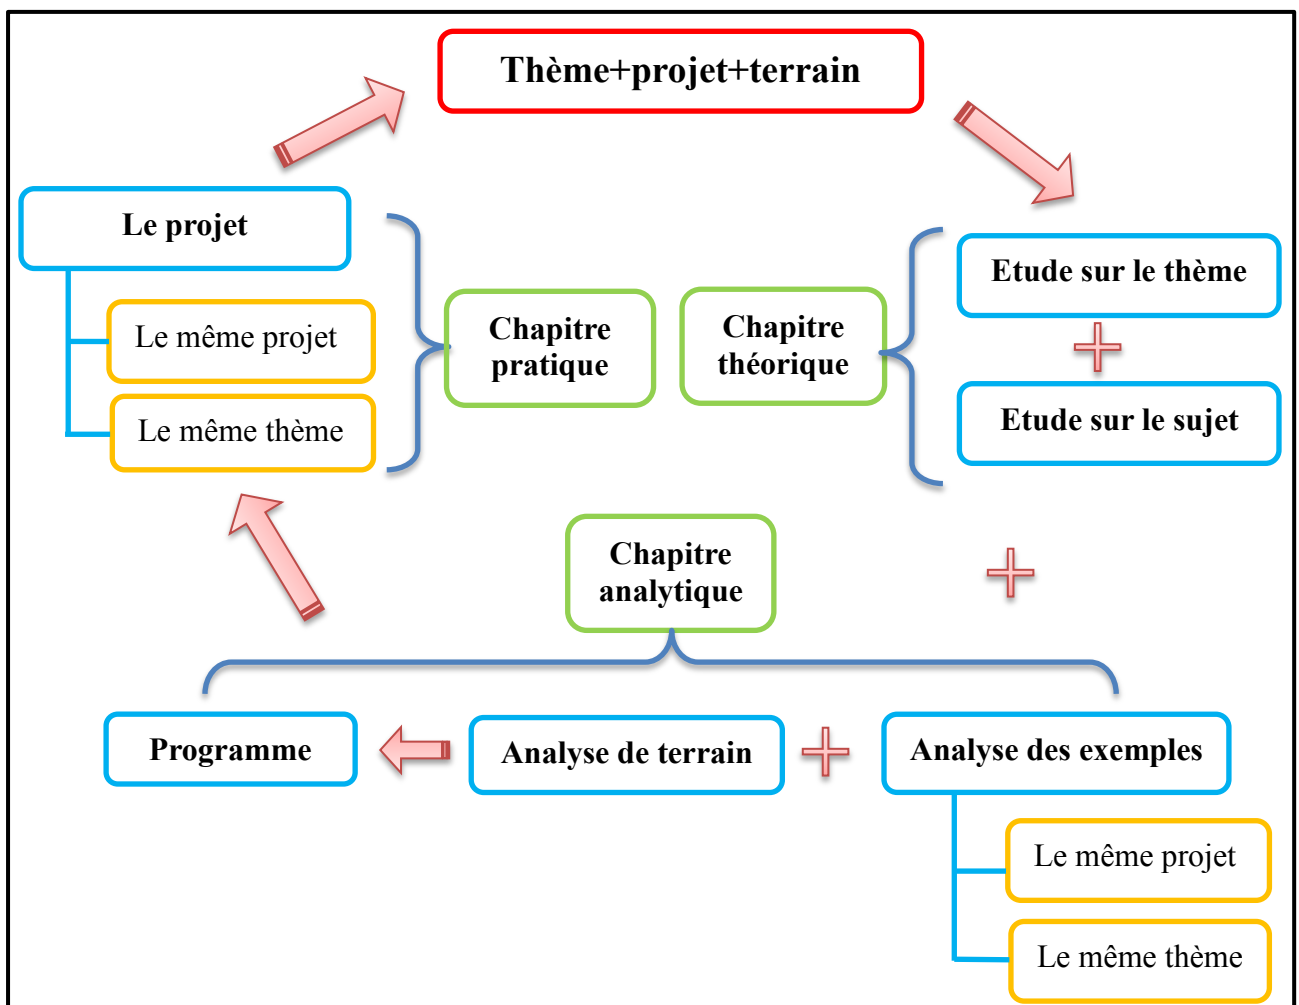 Thème+projet+terrain
Le projet
Le même projet
Le même thème
Chapitre
pratique
Chapitre
théorique
Etude sur le thème
Etude sur le sujet
Chapitre
analytique
Programme
Analyse de terrain
Analyse des exemples
Le même projet
Le même thème